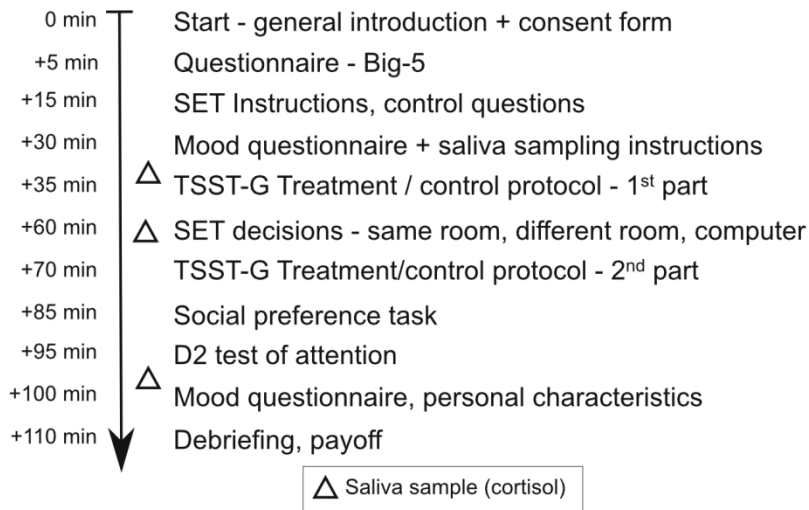 0 min Start - general introduction + consent form
+5 min Questionnaire - Big-5
+15 min SET Instructions, control questions
+30 min Mood questionnaire + saliva sampling instructions
+35 min TSST-G Treatment / control protocol - 1st part
+60 min SET decisions - same room, different room, computer
+70 min TSST-G Treatment/control protocol - 2nd part
+85 min Social preference task
+95 min D2 test of attention
+100 min Mood questionnaire, personal characteristics
+110 min Debriefing, payoff
Saliva sample (cortisol)